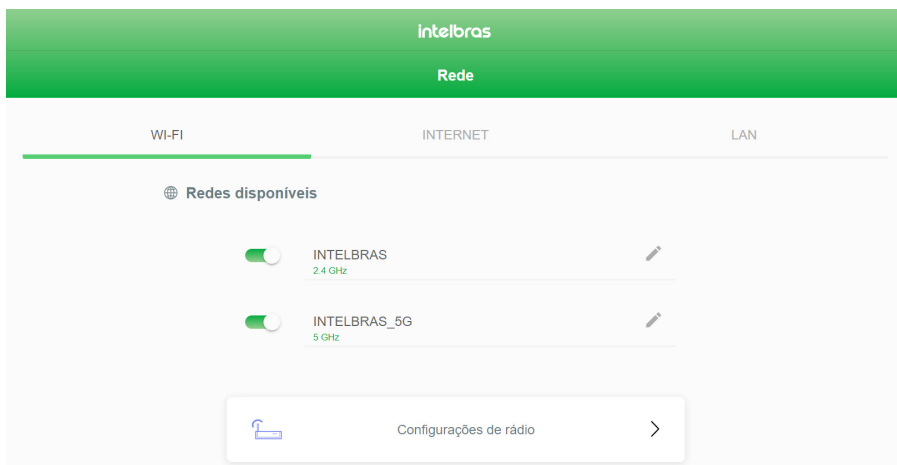 intelbras
Rede
WI-FI INTERNET LAN
Redes disponíveis
INTELBRAS
2.4 GHz
INTELBRAS_5G
5 GHz
Configurações de rádio